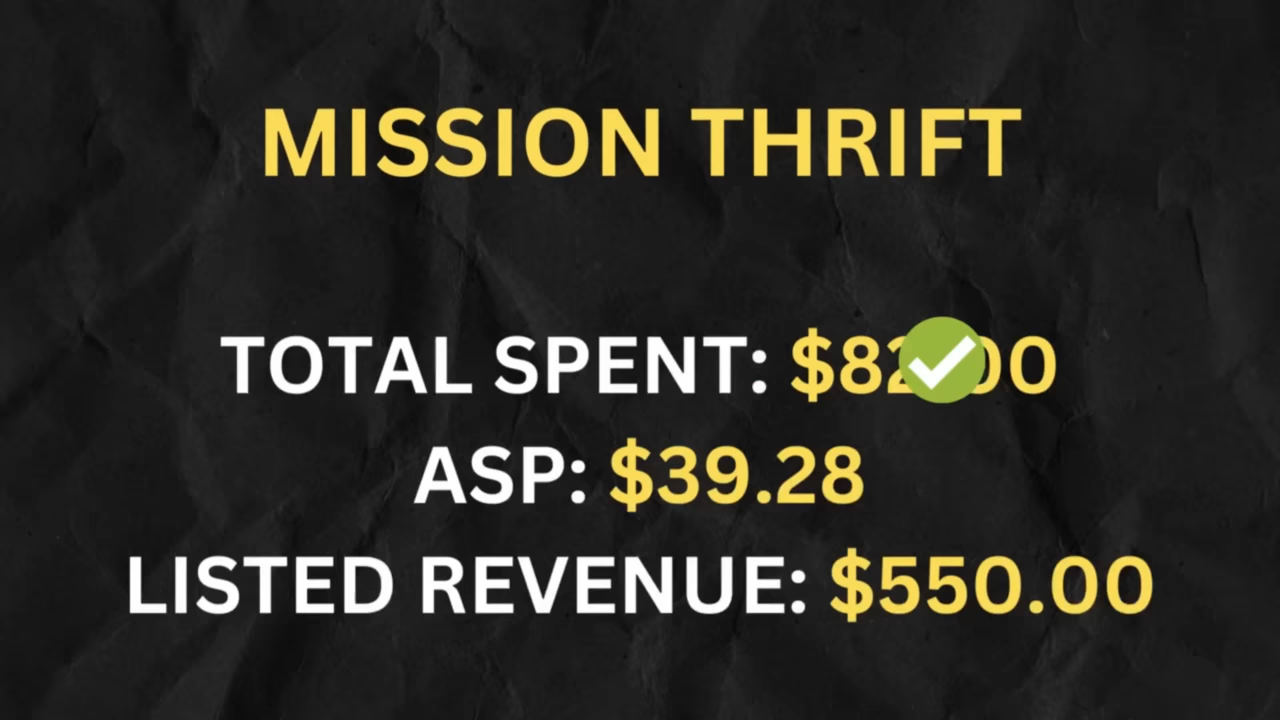 MISSION THRIFT
TOTAL SPENT:
ASP: $39.28
LISTED REVENUE: $550.00